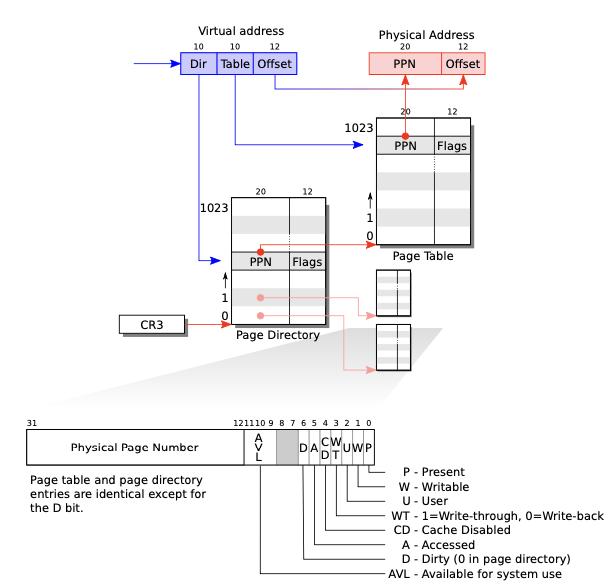 Virtual address
Physical Address
10 10 12
20 12
Dir Table Offset
PPN Offset
20 12
1023
PPN Flags
20 12
1023
1
0
Page Table
PPN Flags
1
0
CR3
Page Directory
31 12 11 10 9 8 7 6 5 4 3 2 1 0
Physical Page Number
A
V
L
D A C
D W
T U W P
Page table and page directory
entries are identical except for
the D bit.
P - Present
W - Writable
U - User
WT - 1=Write-through, 0=Write-back
CD - Cache Disabled
A - Accessed
D - Dirty (0 in page directory)
AVL - Available for system use